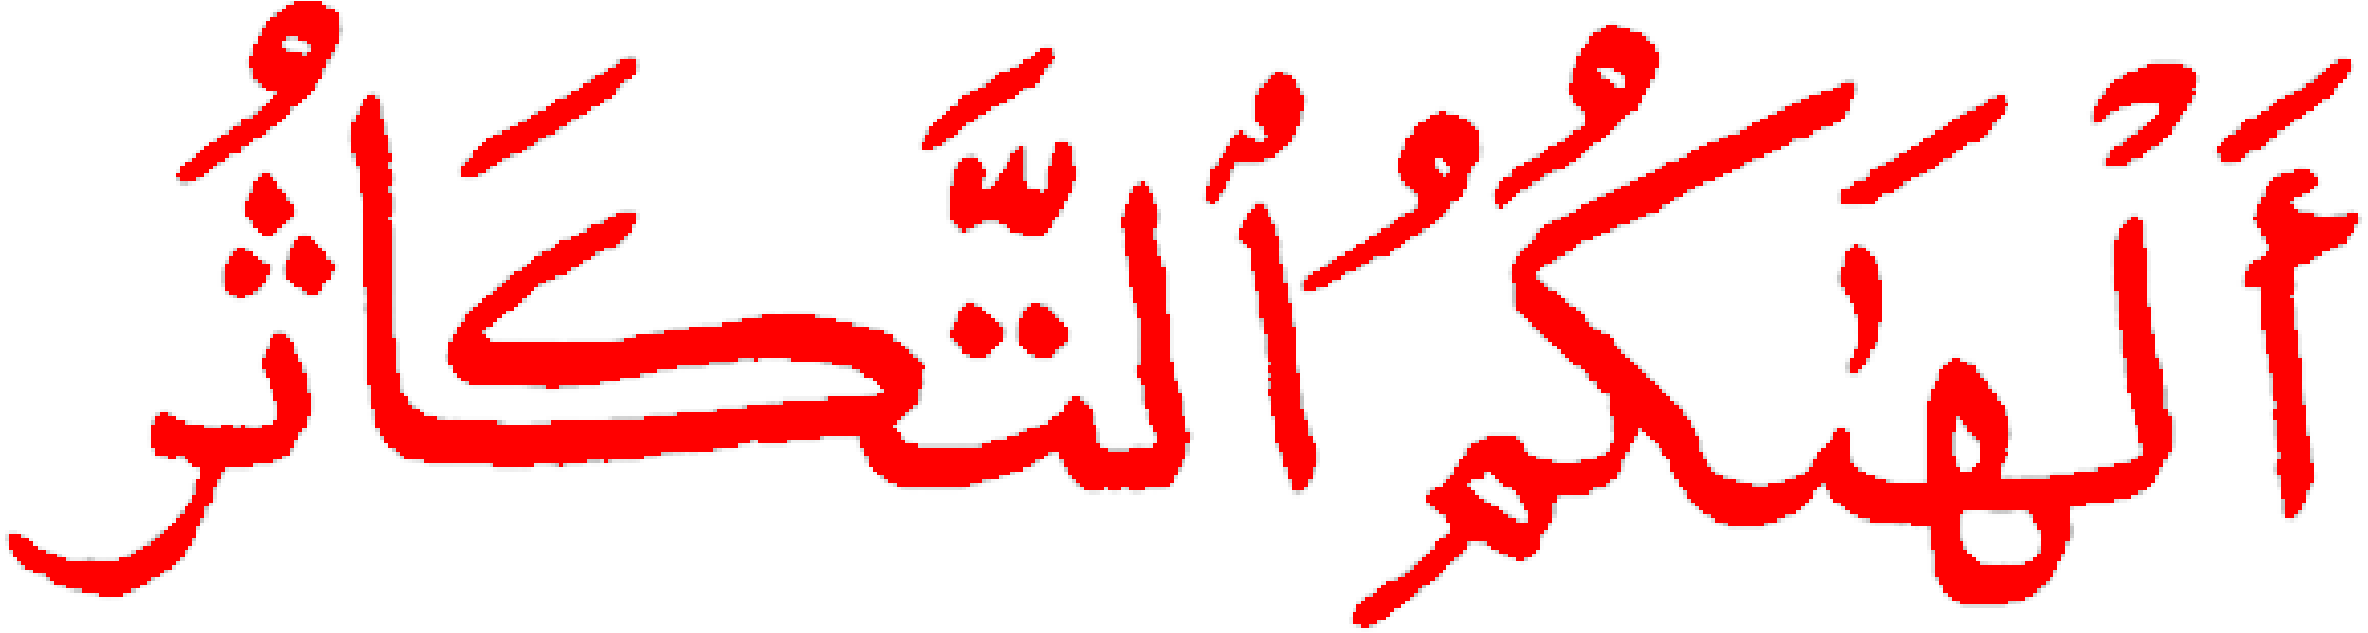 أَلْهَىٰكُمُ ٱلتَّكَاثُرُ